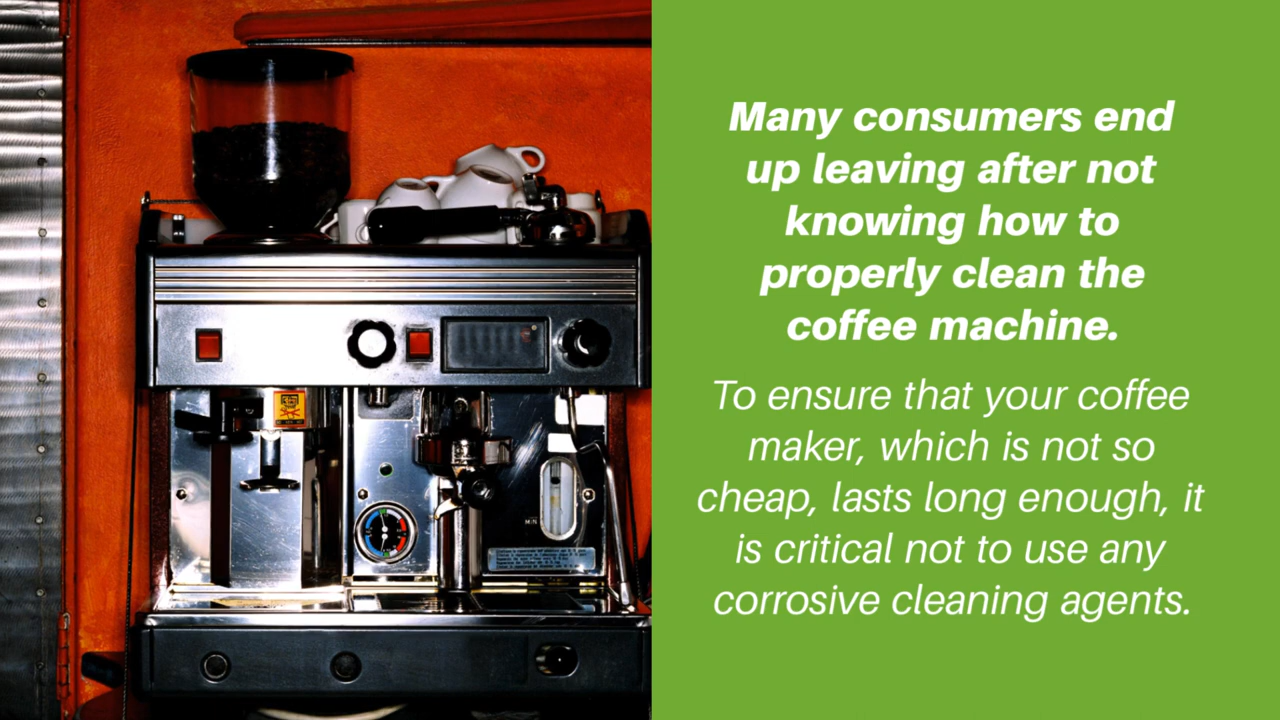 Many consumers end
up leaving after not
knowing how to
properly clean the
coffee machine.
To ensure that your coffee
maker, which is not so
cheap, lasts long enough, it
is critical not to use any
corrosive cleaning agents.
MIN